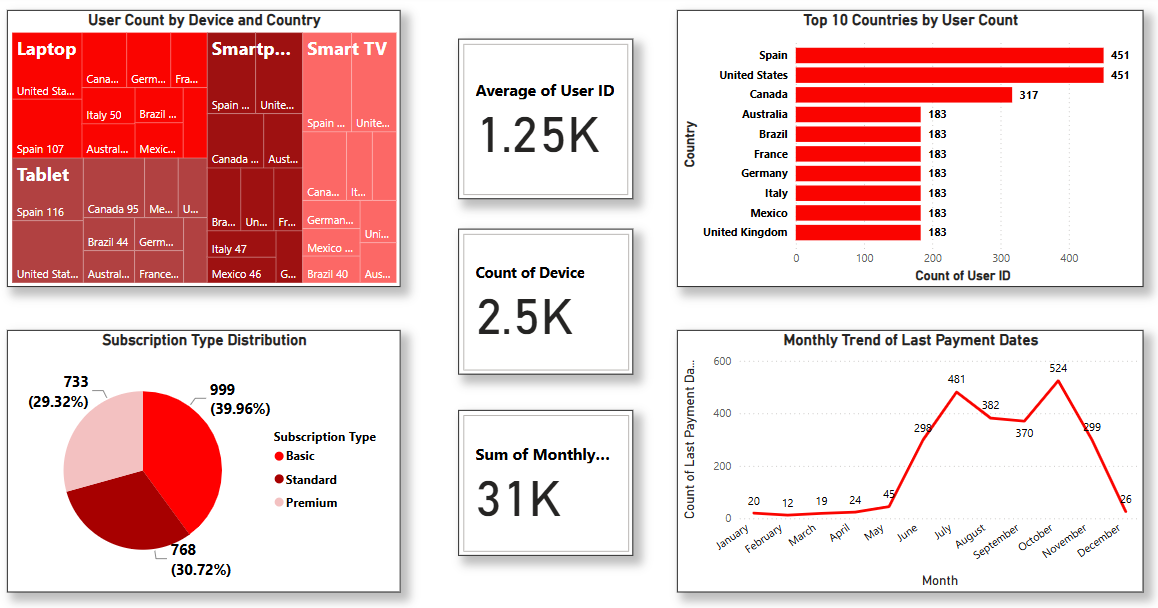 User Count by Device and Country
Laptop
United Sta...
Cana...
Germ...
Fra...
Italy 50
Brazil ...
Spain 107
Austral...
Mexic...
Tablet
Spain 116
Canada 95
Me...
U...
Brazil 44
Germ...
United Stat...
Austral...
France...
Smartp...
Spain ...
Unite...
Canada ...
Aust...
Bra...
Un...
Fr...
Italy 47
Mexico 46
G...
Smart TV
Spain ...
Unite...
Cana...
It...
German...
Mexico ...
Uni...
Brazil 40
Aus...
Average of User ID
1.25K
Count of Device
2.5K
Sum of Monthly...
31K
Top 10 Countries by User Count
Country
Spain 451
United States 451
Canada 317
Australia 183
Brazil 183
France 183
Germany 183
Italy 183
Mexico 183
United Kingdom 183
0 100 200 300 400
Count of User ID
Subscription Type Distribution
733
(29.32%)
999
(39.96%)
768
(30.72%)
Subscription Type
Basic
Standard
Premium
Monthly Trend of Last Payment Dates
Count of Last Payment Da...
600
400
200
0
20
12
19
24
45
298
481
382
370
524
299
26
January
February
March
April
May
June
July
August
September
October
November
December
Month